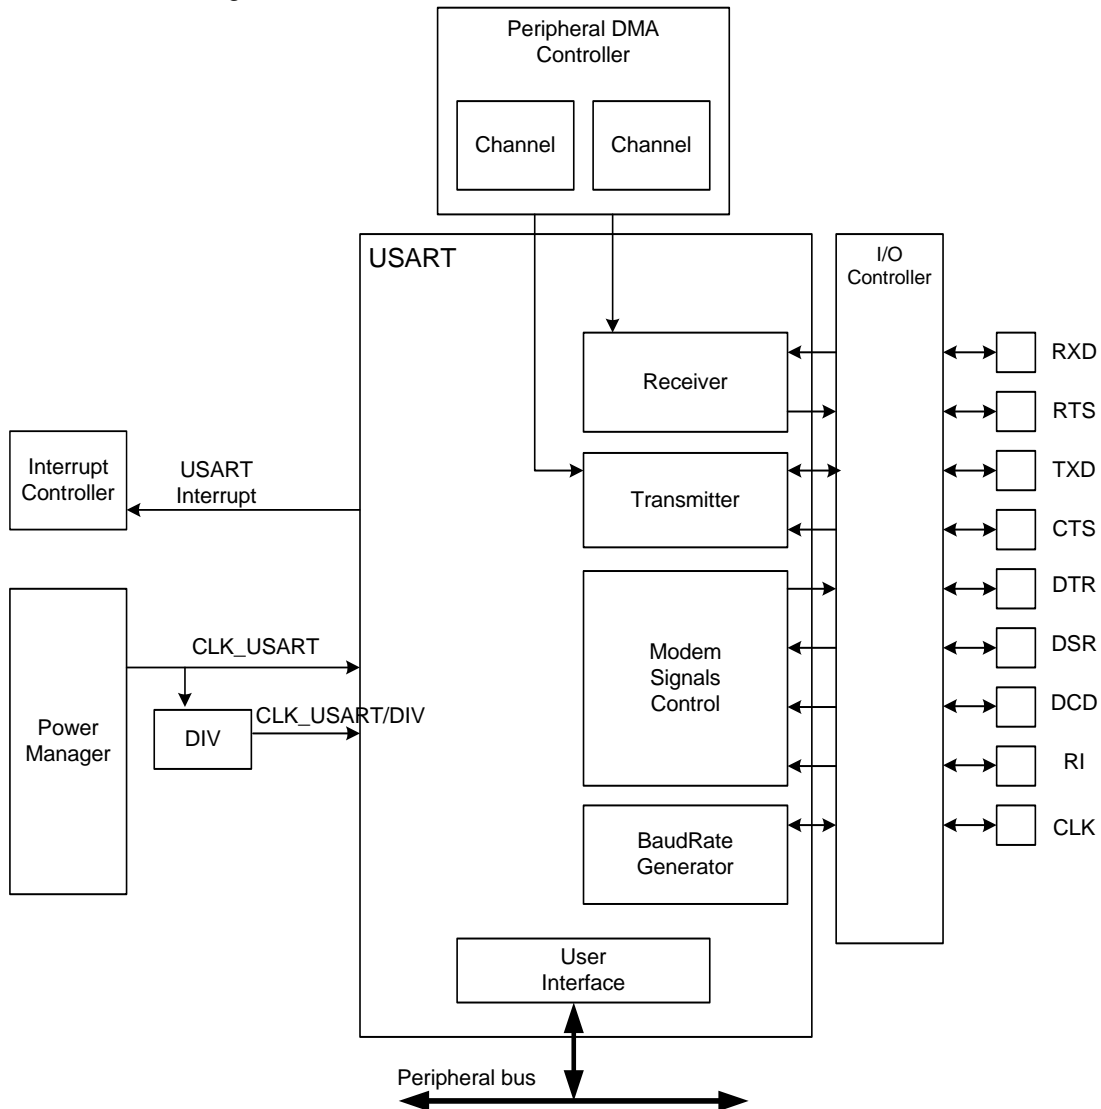 Peripheral DMA
Controller
Channel
Channel
USART
I/O
Controller
Receiver
RXD
RTS
Interrupt
Controller
USART
Interrupt
Transmitter
TXD
CTS
Power
Manager
CLK_USART
DIV
CLK_USART/DIV
Modem
Signals
Control
DTR
DSR
DCD
RI
BaudRate
Generator
CLK
User
Interface
Peripheral bus